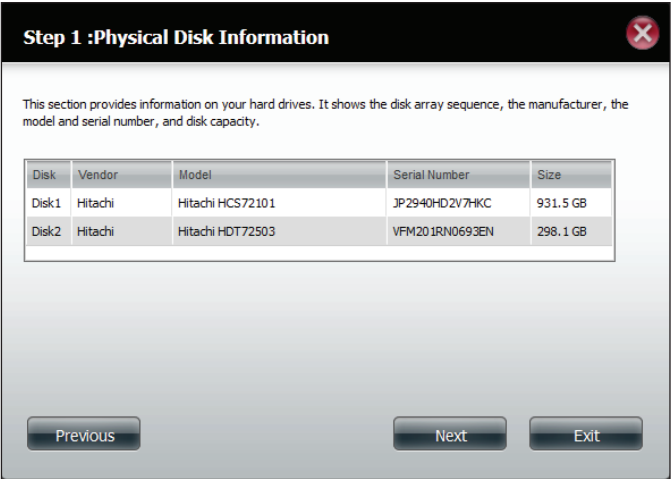 Step 1 :Physical Disk Information
This section provides information on your hard drives. It shows the disk array sequence, the manufacturer, the
model and serial number, and disk capacity.
Disk Vendor Model Serial Number Size
Disk1 Hitachi Hitachi HCS72101 JP2940HD2V7HKC 931.5 GB
Disk2 Hitachi Hitachi HDT72503 VFM201RN0693EN 298.1 GB
Previous Next Exit